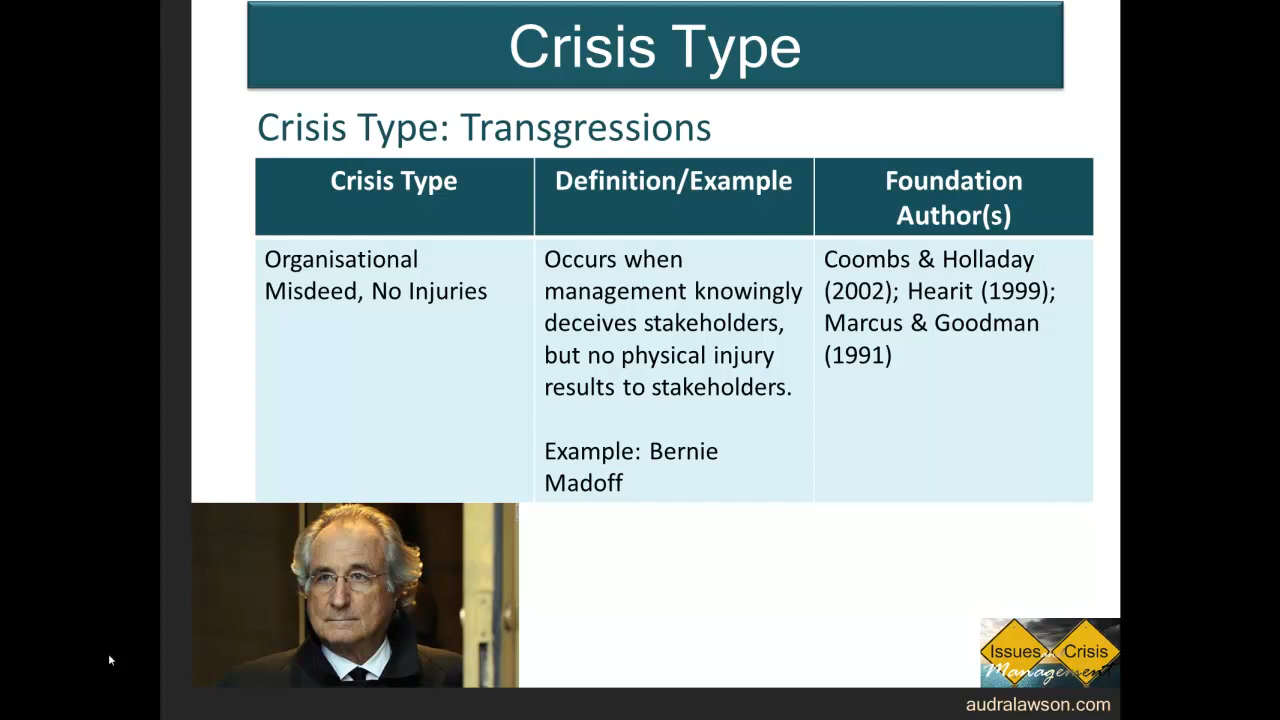 Crisis Type
Crisis Type: Transgressions
Crisis Type
Definition/Example
Foundation
Author(s)
Organisational
Misdeed, No Injuries
Occurs when
management knowingly
deceives stakeholders,
but no physical injury
results to stakeholders.
Example: Bernie
Madoff
Coombs & Holladay
(2002); Hearit (1999);
Marcus & Goodman
(1991)
Issues
Crisis
Management
audralawson.com